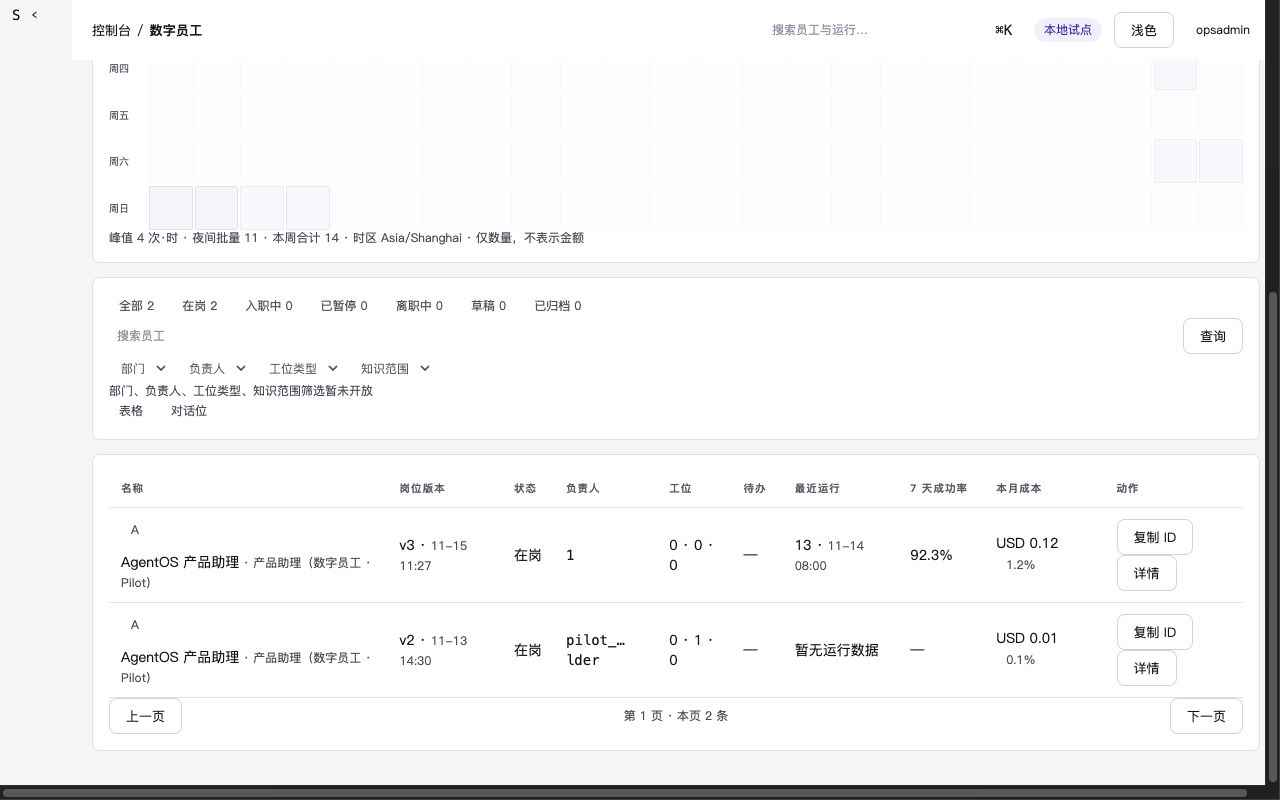 S <
控制台 / 数字员工
搜索员工与运行...
⌘K
本地试点
浅色
opsadmin
周四
周五
周六
周日
峰值 4 次·时 · 夜间批量 11 · 本周合计 14 · 时区 Asia/Shanghai · 仅数量，不表示金额
全部 2 在岗 2 入职中 0 已暂停 0 离职中 0 草稿 0 已归档 0
搜索员工
查询
部门 负责人 工位类型 知识范围
部门、负责人、工位类型、知识范围筛选暂未开放
表格 对话位
名称 岗位版本 状态 负责人 工位 待办 最近运行 7 天成功率 本月成本 动作
A
AgentOS 产品助理 · 产品助理（数字员工 ·
Pilot）
v3 · 11-15
11:27
在岗
1
0 · 0 ·
0
—
13 · 11-14
08:00
92.3%
USD 0.12
1.2%
复制 ID
详情
A
AgentOS 产品助理 · 产品助理（数字员工 ·
Pilot）
v2 · 11-13
14:30
在岗
pilot_…
lder
0 · 1 ·
0
—
暂无运行数据
—
USD 0.01
0.1%
复制 ID
详情
上一页
第 1 页 · 本页 2 条
下一页